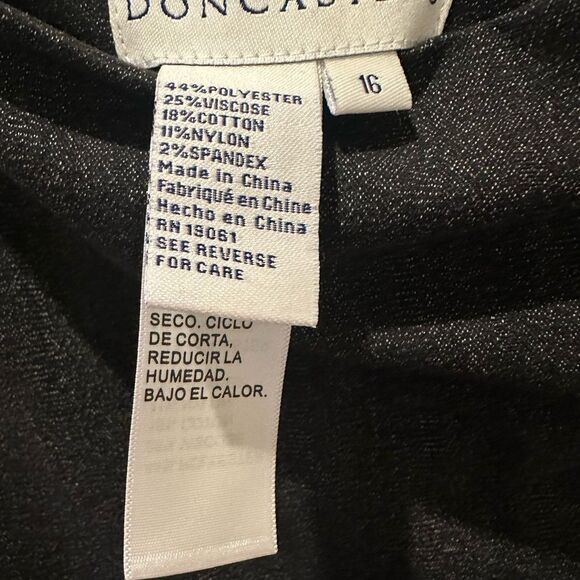 DONCASTER
16
44%POLYESTER
25%VISCOSE
18%COTTON
11%NYLON
2%SPANDEX
Made in China
Fabriqué en Chine
Hecho en China
RN 19061
SEE REVERSE
FOR CARE
SECO. CICLO
DE CORTA,
REDUCIR LA
HUMEDAD.
BAJO EL CALOR.